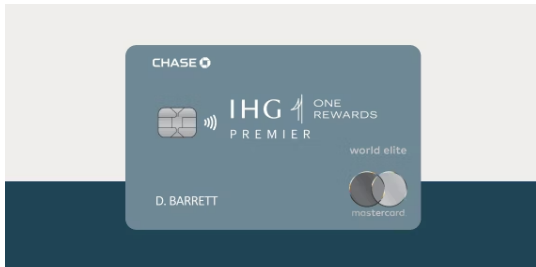 CHASE
IHG ONE
REWARDS
PREMIER
world elite
D. BARRETT
mastercard